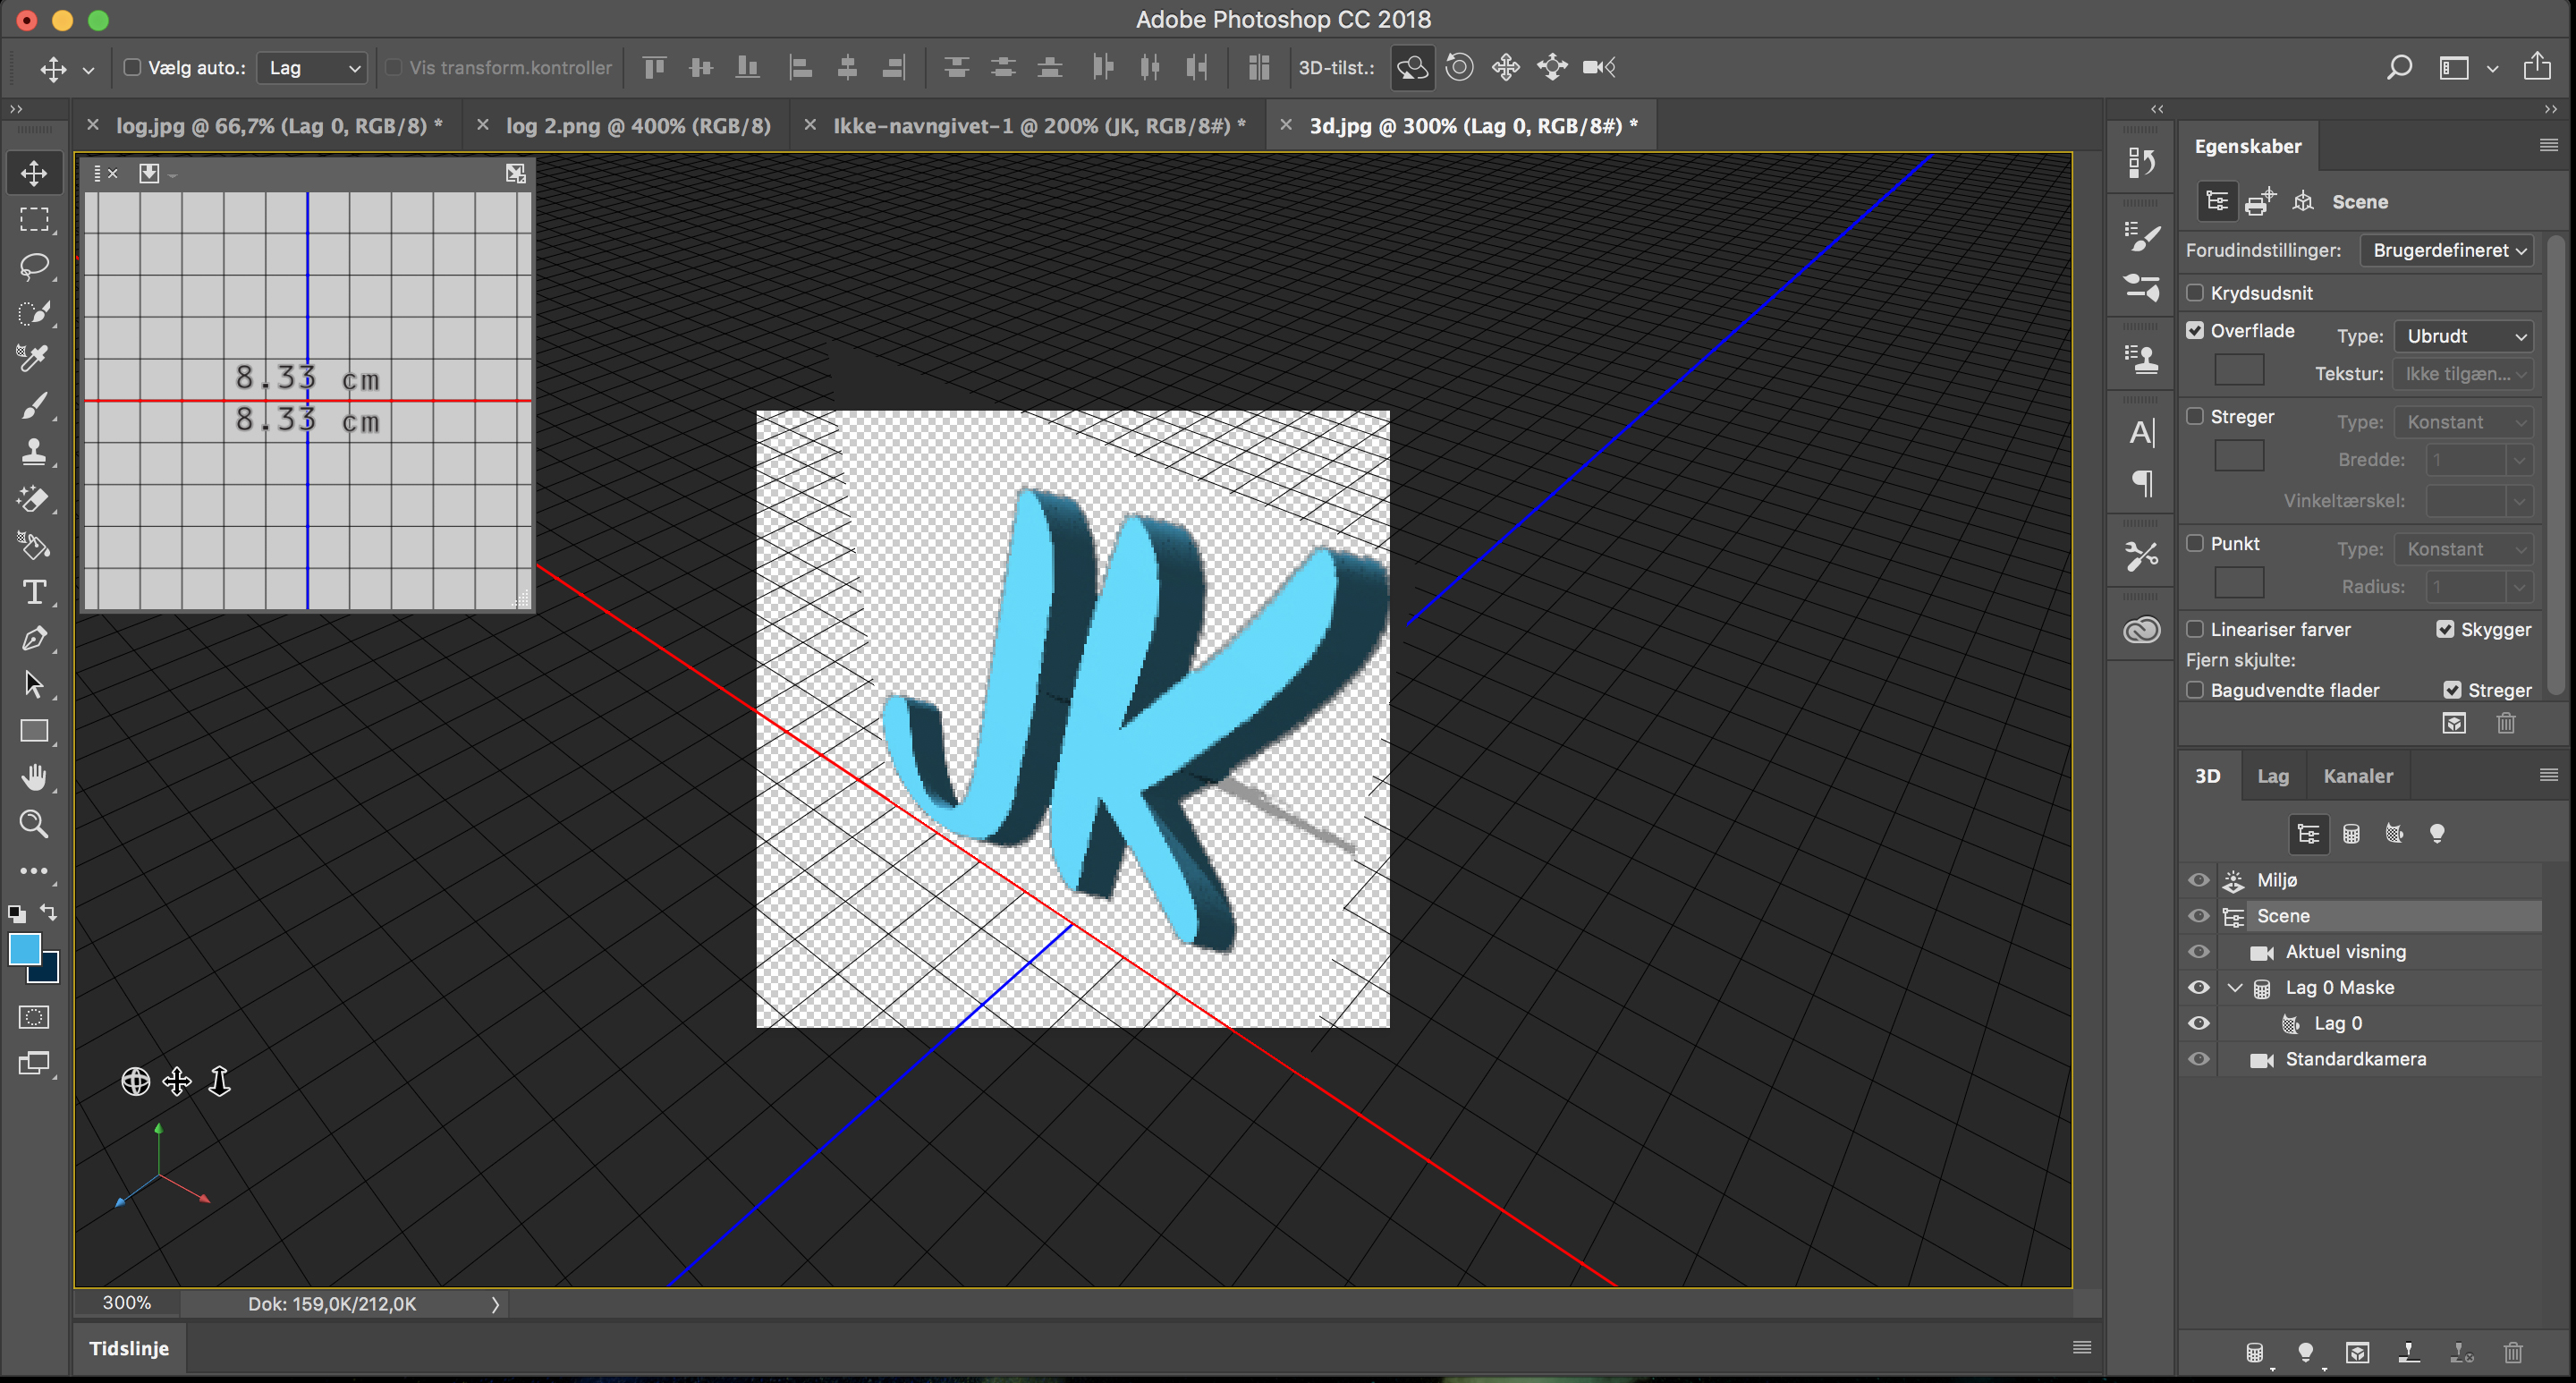 Adobe Photoshop CC 2018
Vælg auto.: Lag Vis transform.kontroller 3D-tilst.:
log.jpg @ 66,7% (Lag 0, RGB/8) * log 2.png @ 400% (RGB/8) Ikke-navngivet-1 @ 200% (JK, RGB/8#) * 3d.jpg @ 300% (Lag 0, RGB/8#) *
8.33 cm
8.33 cm
JK
300% Dok: 159,0K/212,0K
Tidslinje
Egenskaber
Scene
Forudindstillinger: Brugerdefineret
Krydsudsnit
Overflade Type: Ubrudt
Tekstur: Ikke tilgæn...
Streger Type: Konstant
Bredde: 1
Vinkeltærskel:
Punkt Type: Konstant
Radius: 1
Lineariser farver Skygger
Fjern skjulte:
Bagudvendte flader Streger
3D Lag Kanaler
Miljø
Scene
Aktuel visning
Lag 0 Maske
Lag 0
Standardkamera